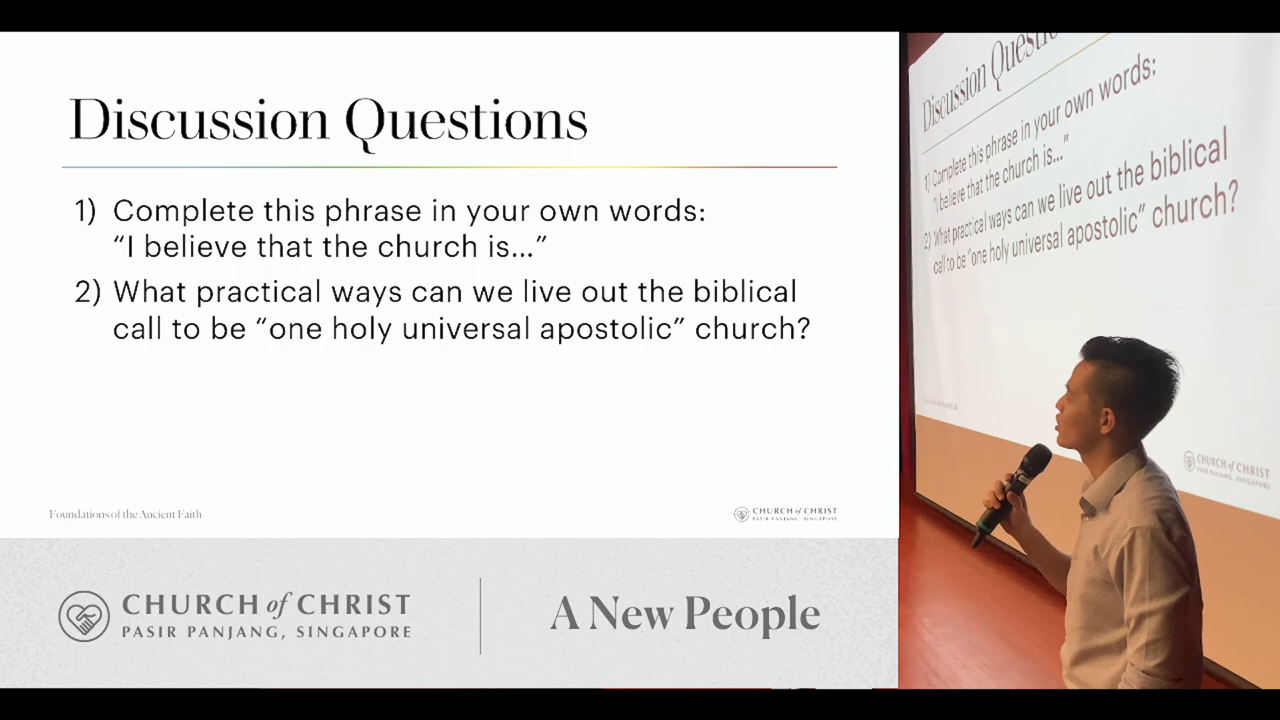 Discussion Questions
1) Complete this phrase in your own words:
“I believe that the church is...”
2) What practical ways can we live out the biblical
call to be “one holy universal apostolic” church?
Foundations of the Ancient Faith
CHURCH of CHRIST
PASIR PANJANG, SINGAPORE
CHURCH of CHRIST
PASIR PANJANG, SINGAPORE
A New People
Discussion Questio
1) Complete this phrase in your own words:
“I believe that the church is...”
2) What practical ways can we live out the biblical
call to be “one holy universal apostolic” church?
CHURCH of CHRIST
PASIR PANJANG, SINGAPORE